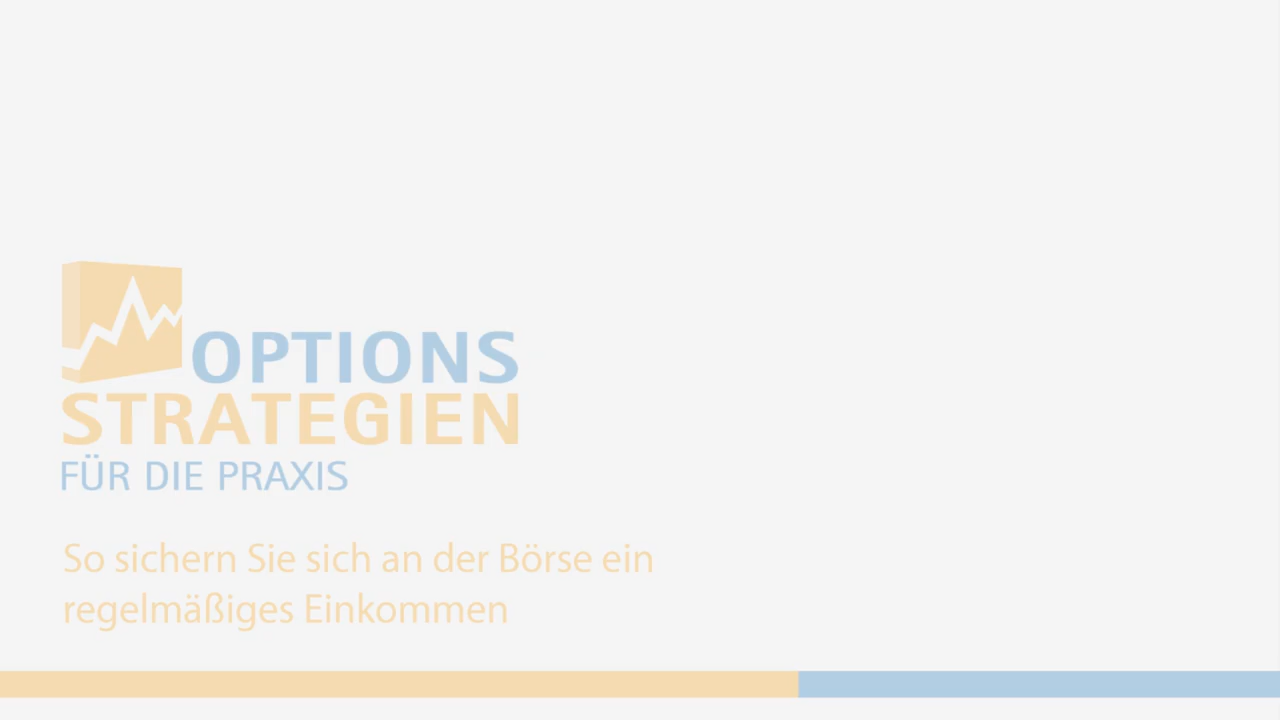 OPTIONS
STRATEGIEN
FÜR DIE PRAXIS
So sichern Sie sich an der Börse ein
regelmäßiges Einkommen